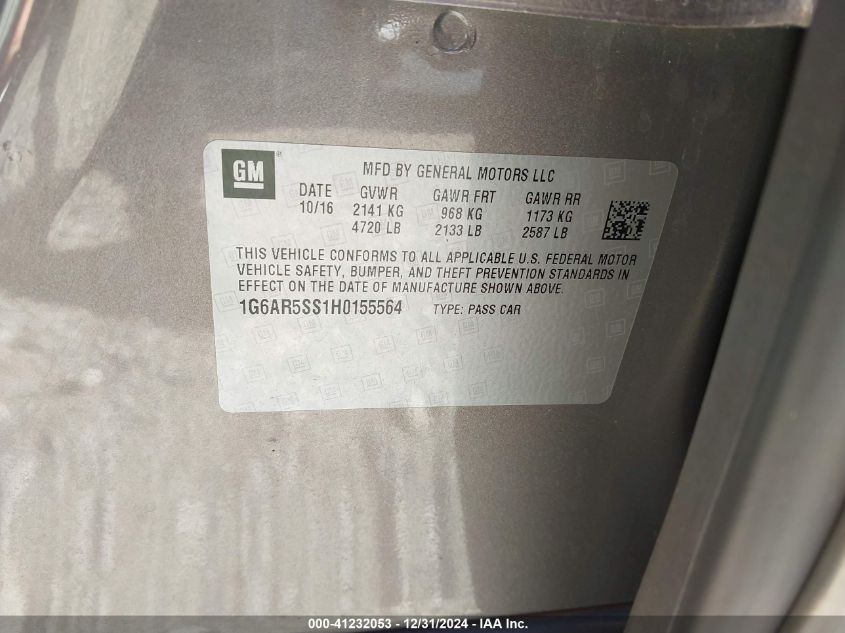 GM®
MFD BY GENERAL MOTORS LLC
DATE GVWR GAWR FRT GAWR RR
10/16 2141 KG 968 KG 1173 KG
4720 LB 2133 LB 2587 LB
THIS VEHICLE CONFORMS TO ALL APPLICABLE U.S. FEDERAL MOTOR
VEHICLE SAFETY, BUMPER, AND THEFT PREVENTION STANDARDS IN
EFFECT ON THE DATE OF MANUFACTURE SHOWN ABOVE.
1G6AR5SS1H0155564 TYPE: PASS CAR
000-41232053 - 12/31/2024 - IAA Inc.